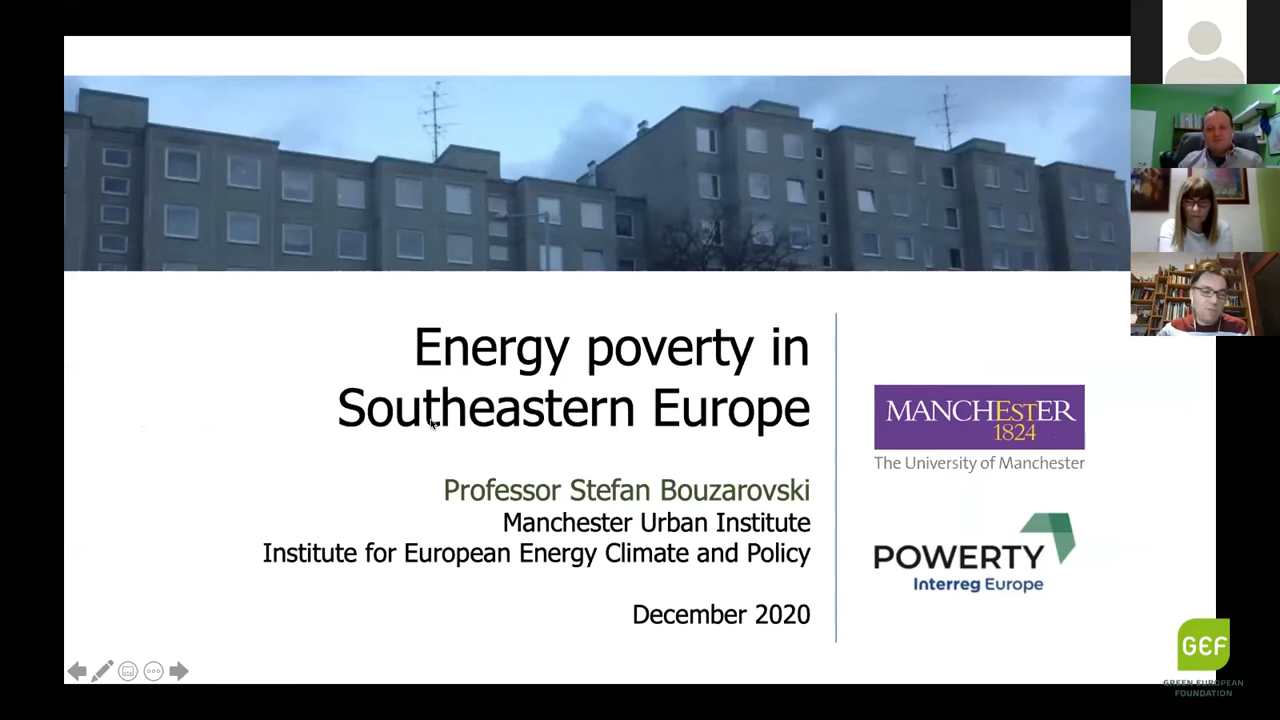 Energy poverty in
Southeastern Europe
Professor Stefan Bouzarovski
Manchester Urban Institute
Institute for European Energy Climate and Policy
December 2020
MANCHEStER
1824
The University of Manchester
POWERTY
Interreg Europe
GEF
GREEN EUROPEAN
FOUNDATION